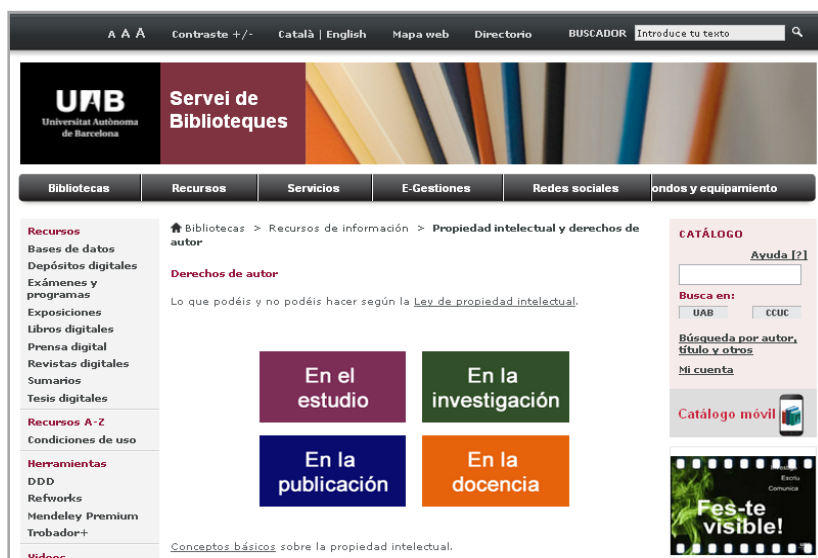 A A A Contraste +/- Català | English Mapa web Directorio BUSCADOR Introduce tu texto
UAB
Universitat Autònoma
de Barcelona
Servei de
Biblioteques
Bibliotecas Recursos Servicios E-Gestiones Redes sociales ondos y equipamiento
Recursos
Bases de datos
Depósitos digitales
Exámenes y
programas
Exposiciones
Libros digitales
Prensa digital
Revistas digitales
Sumarios
Tesis digitales
Recursos A-Z
Condiciones de uso
Herramientas
DDD
Refworks
Mendeley Premium
Trobador+
Videos
Bibliotecas > Recursos de información > Propiedad intelectual y derechos de
autor
Derechos de autor
Lo que podéis y no podéis hacer según la Ley de propiedad intelectual.
En el
estudio
En la
investigación
En la
publicación
En la
docencia
Conceptos básicos sobre la propiedad intelectual.
CATÁLOGO
Ayuda [?]
Busca en:
UAB CCUC
Búsqueda por autor,
título y otros
Mi cuenta
Catálogo móvil
Escriu
Comunica
Fes-te
visible!